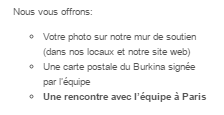 Nous vous offrons:
Votre photo sur notre mur de soutien
(dans nos locaux et notre site web)
Une carte postale du Burkina signée
par l'équipe
Une rencontre avec l'équipe à Paris